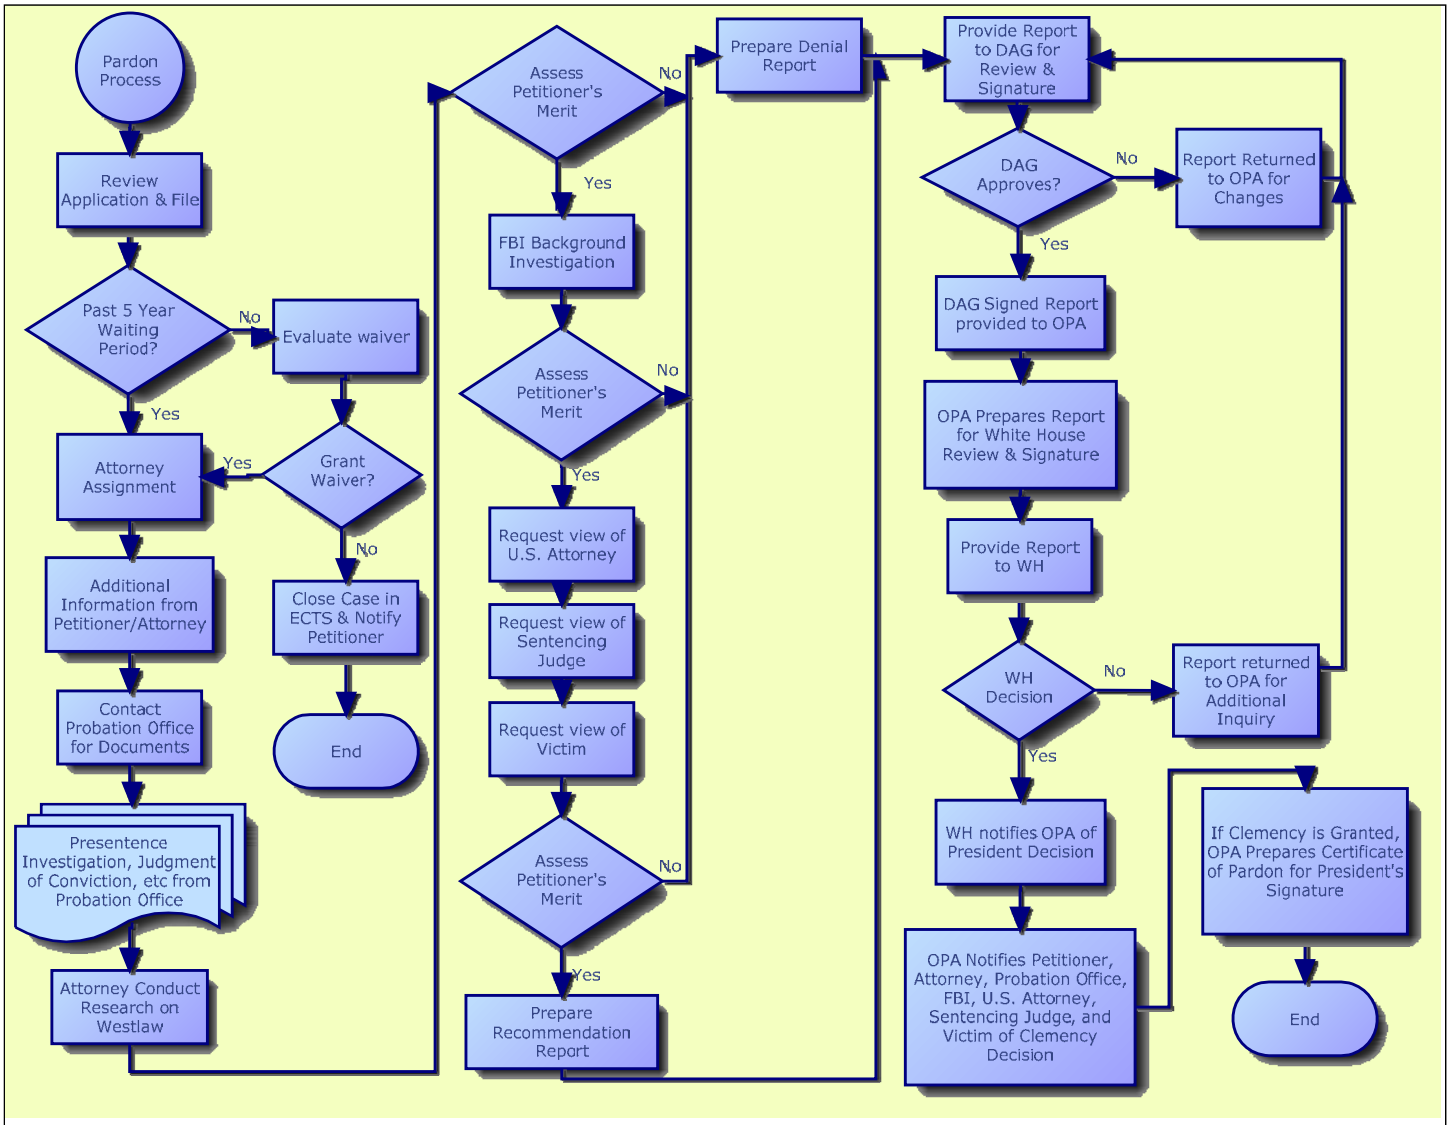 Pardon
Process
Review
Application & File
Past 5 Year
Waiting
Period?
No
Evaluate waiver
Yes
Grant
Waiver?
Yes
No
Close Case in
ECTS & Notify
Petitioner
End
Attorney
Assignment
Additional
Information from
Petitioner/Attorney
Contact
Probation Office
for Documents
Presentence
Investigation, Judgment
of Conviction, etc from
Probation Office
Attorney Conduct
Research on
Westlaw
Assess
Petitioner's
Merit
No
Yes
FBI Background
Investigation
Assess
Petitioner's
Merit
No
Yes
Request view of
U.S. Attorney
Request view of
Sentencing
Judge
Request view of
Victim
Assess
Petitioner's
Merit
No
Yes
Prepare
Recommendation
Report
Prepare Denial
Report
Provide Report
to DAG for
Review &
Signature
DAG
Approves?
No
Report Returned
to OPA for
Changes
Yes
DAG Signed Report
provided to OPA
OPA Prepares Report
for White House
Review & Signature
Provide Report
to WH
WH
Decision
No
Report returned
to OPA for
Additional
Inquiry
Yes
WH notifies OPA of
President Decision
OPA Notifies Petitioner,
Attorney, Probation Office,
FBI, U.S. Attorney,
Sentencing Judge, and
Victim of Clemency
Decision
If Clemency is Granted,
OPA Prepares Certificate
of Pardon for President's
Signature
End